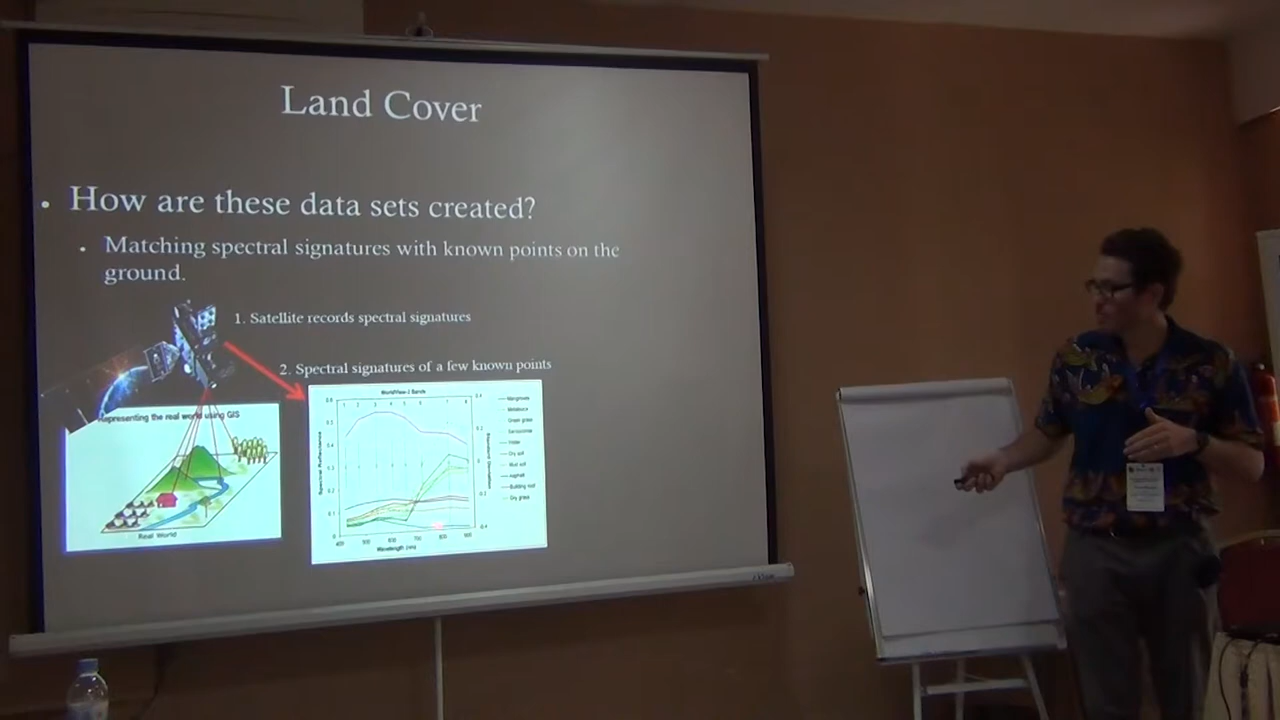 Land Cover
How are these data sets created?
Matching spectral signatures with known points on the
ground.
1. Satellite records spectral signatures
2. Spectral signatures of a few known points
Representing the real world using GIS
Real World
WorldView-2 Bands
Spectral Reflectance
Wavelength (nm)
Mangroves
Green grass
Water
Dry soil
Asphalt
Building roof
Dry grass